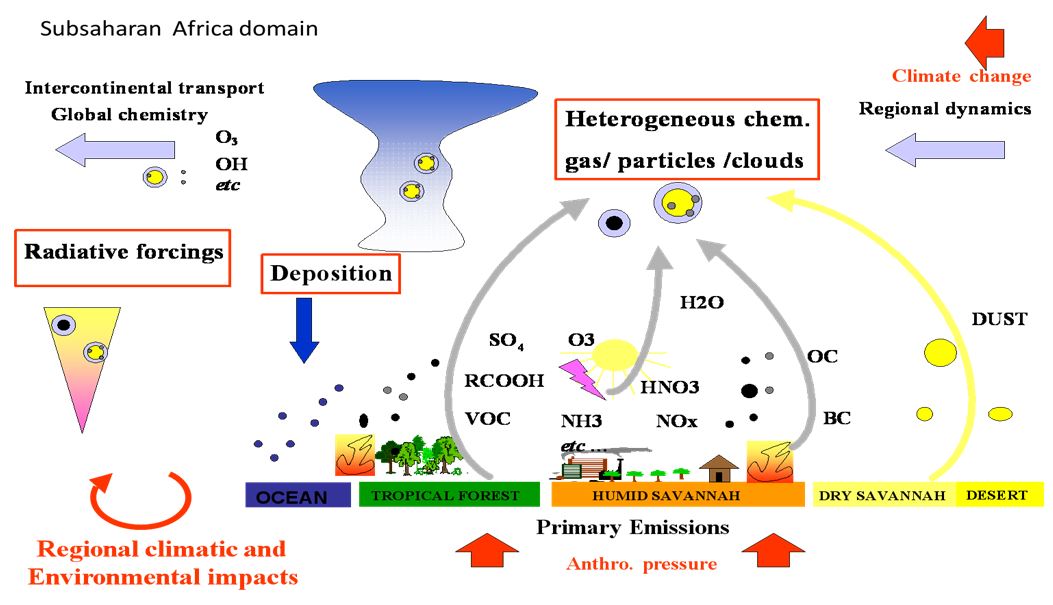 Subsaharan Africa domain
Climate change
Intercontinental transport
Global chemistry
O₃
OH
etc
Regional dynamics
Heterogeneous chem.
gas/ particles /clouds
Radiative forcings
Deposition
H2O
DUST
SO₄
O3
OC
RCOOH
HNO3
VOC
NH3
NOx
BC
etc ...
OCEAN
TROPICAL FOREST
HUMID SAVANNAH
DRY SAVANNAH
DESERT
Primary Emissions
Anthro. pressure
Regional climatic and
Environmental impacts